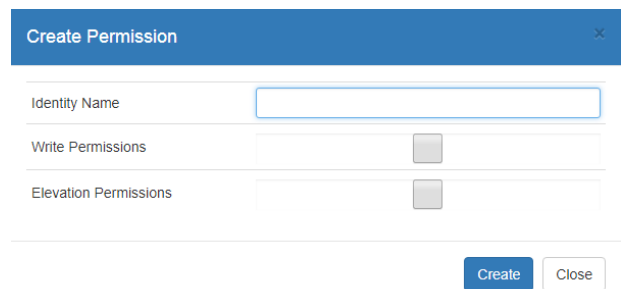 Create Permission ×
Identity Name
Write Permissions
Elevation Permissions
Create Close